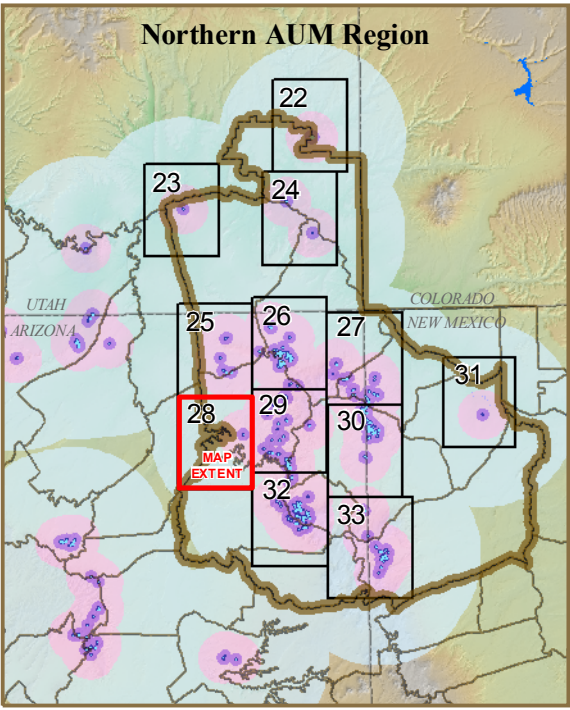 Northern AUM Region
22
23
24
UTAH
ARIZONA
COLORADO
NEW MEXICO
25
26
27
31
28
MAP
EXTENT
29
30
32
33